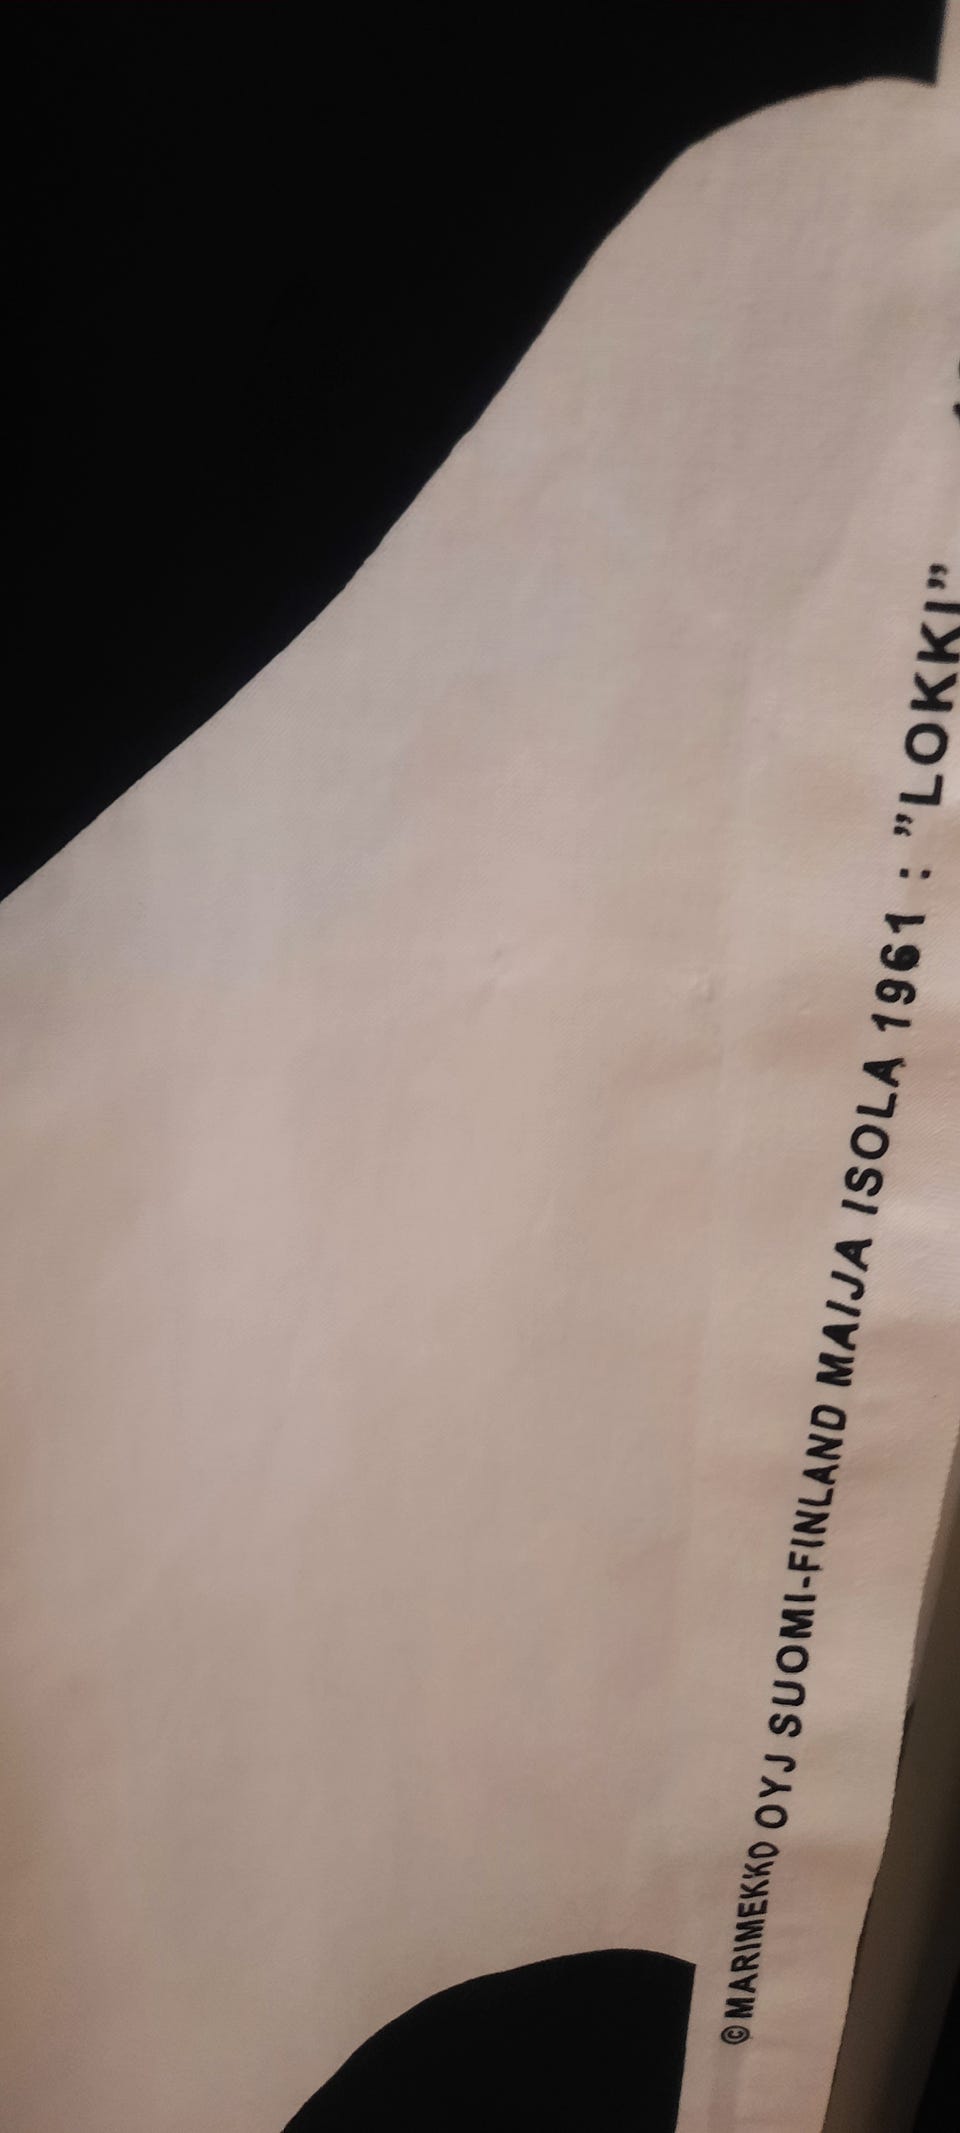 ©MARIMEKKO OYJ SUOMI-FINLAND MAIJA ISOLA 1961 : ”LOKKI”